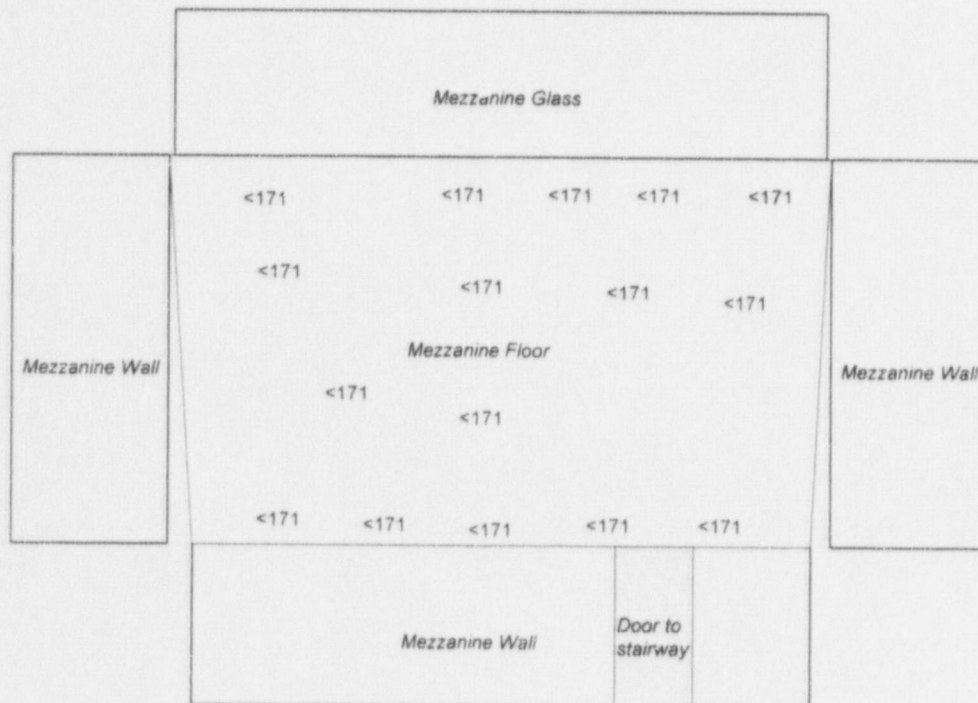 Mezzanine Glass
<171 <171 <171 <171 <171
<171 <171 <171 <171
Mezzanine Wall
Mezzanine Floor
Mezzanine Wall
<171 <171
<171 <171 <171 <171 <171
Mezzanine Wall
Door to
stairway